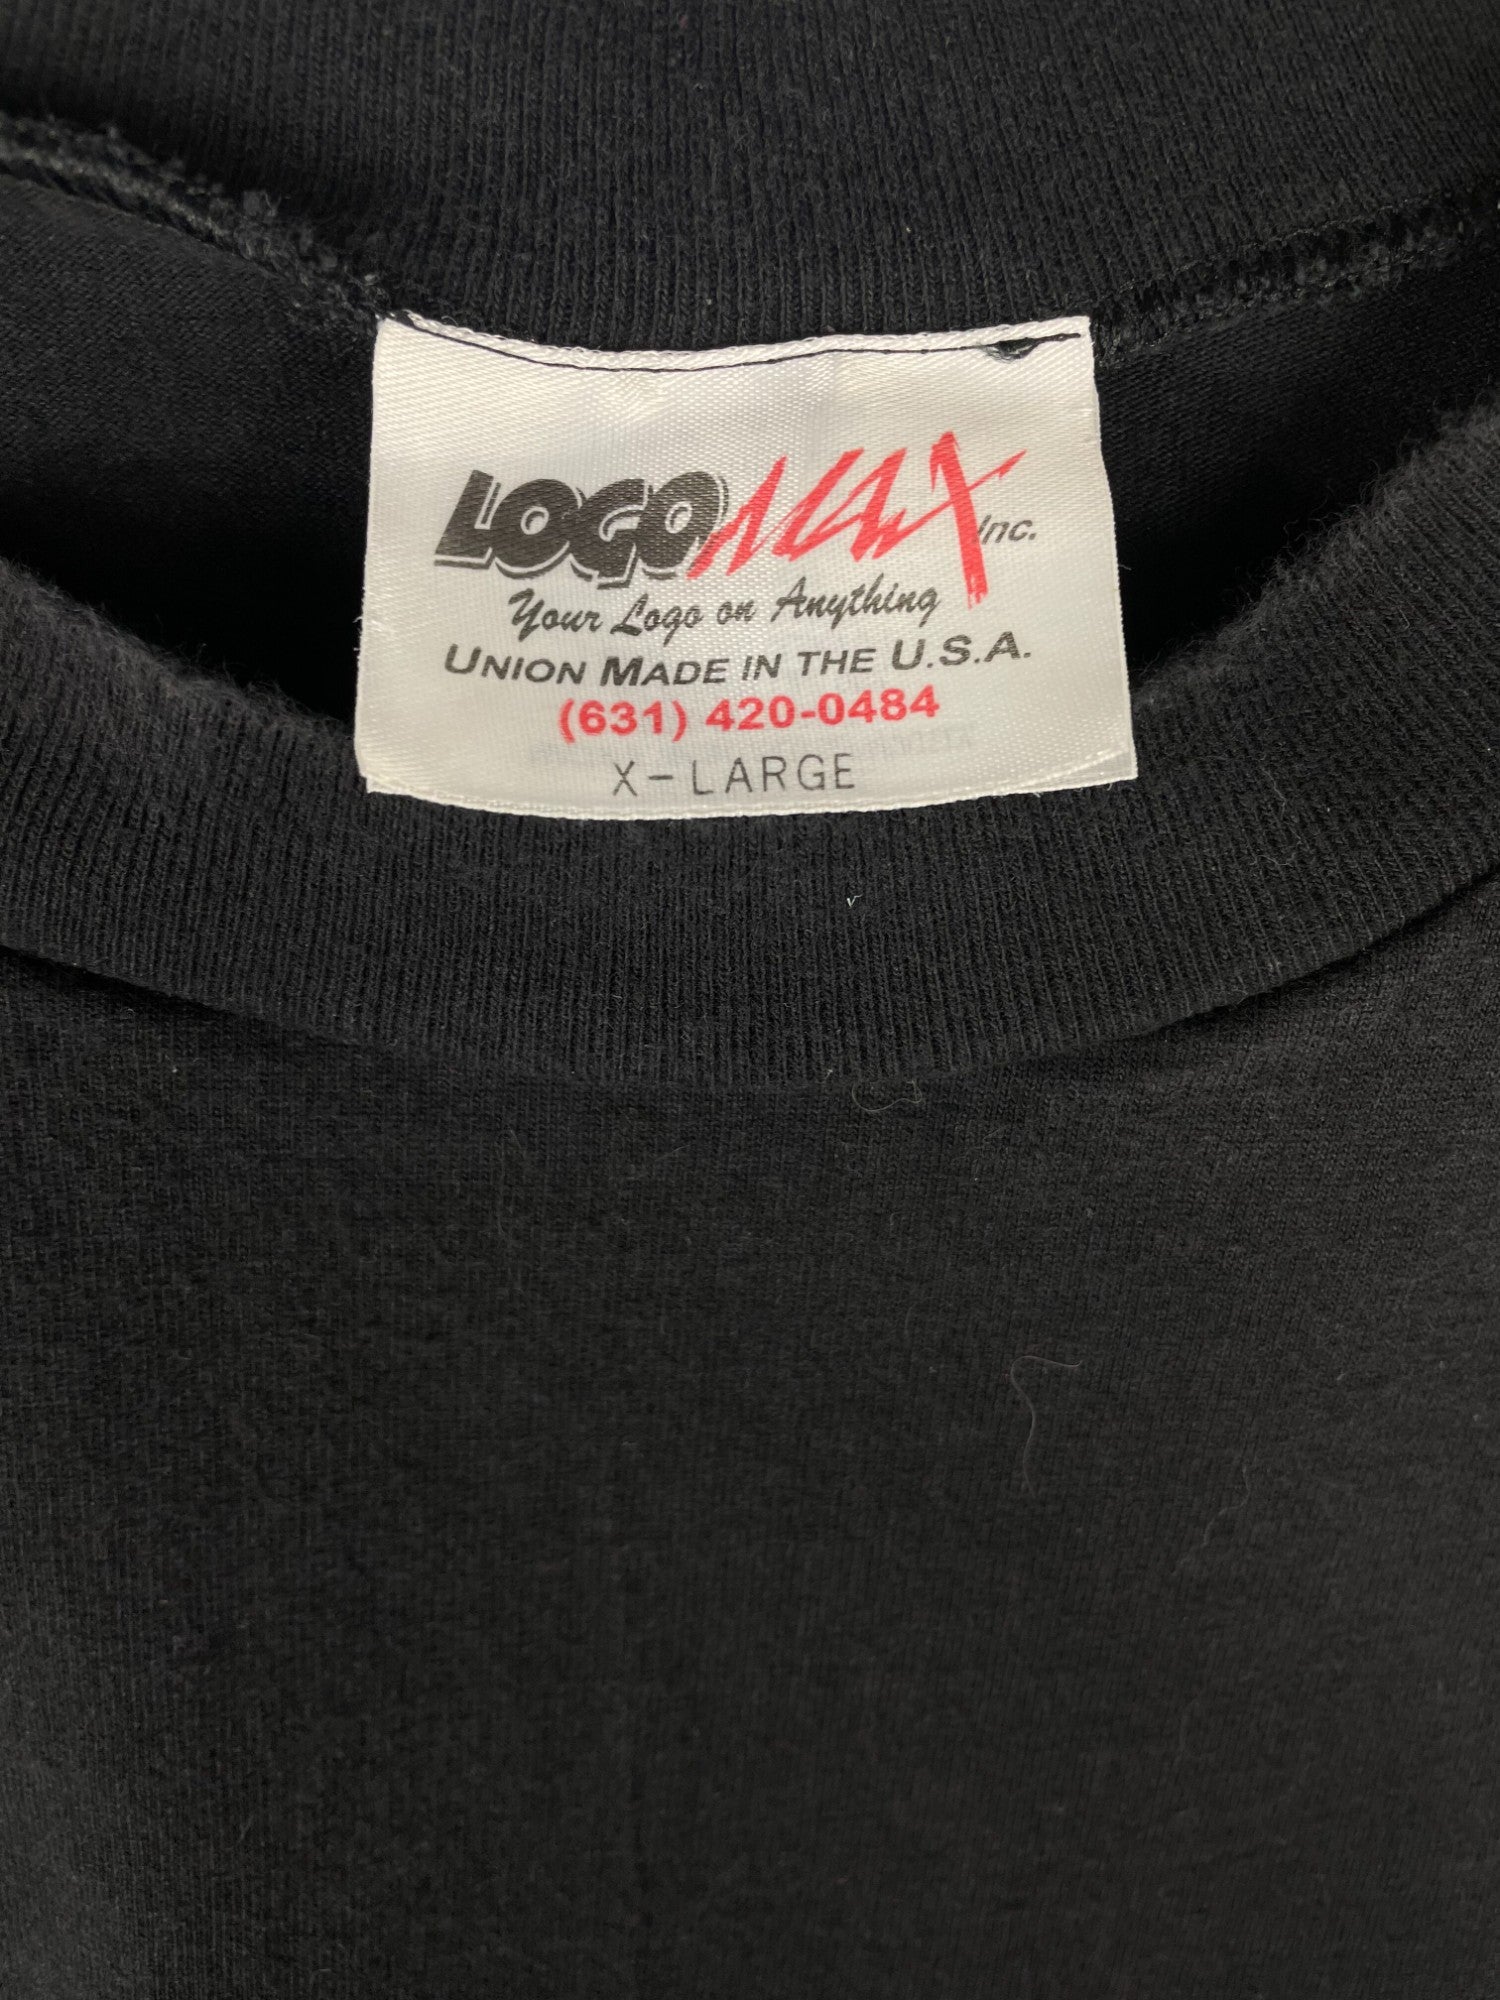 LOGOMAX Inc.
Your Logo on Anything
UNION MADE IN THE U.S.A.
(631) 420-0484
X-LARGE